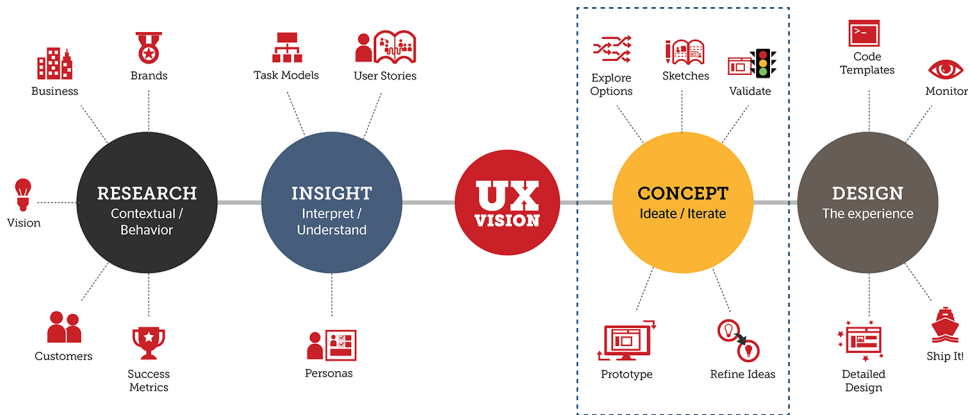 Business
Brands
Vision
RESEARCH
Contextual /
Behavior
Customers
Success
Metrics
Task Models
User Stories
INSIGHT
Interpret /
Understand
Personas
UX
VISION
Explore
Options
Sketches
Validate
CONCEPT
Ideate / Iterate
Prototype
Refine Ideas
Code
Templates
Monitor
DESIGN
The experience
Detailed
Design
Ship It!